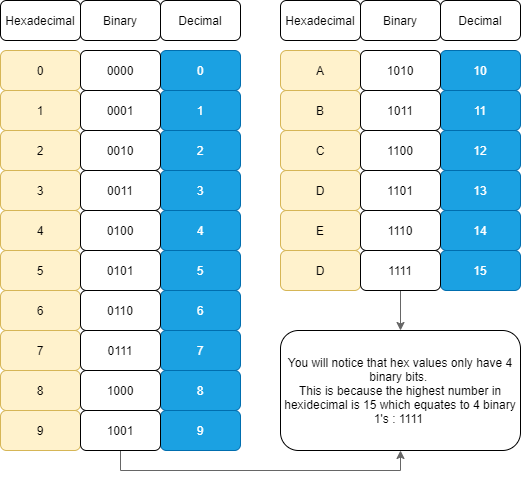 Hexadecimal Binary Decimal
0 0000 0
1 0001 1
2 0010 2
3 0011 3
4 0100 4
5 0101 5
6 0110 6
7 0111 7
8 1000 8
9 1001 9
Hexadecimal Binary Decimal
A 1010 10
B 1011 11
C 1100 12
D 1101 13
E 1110 14
D 1111 15
You will notice that hex values only have 4
binary bits.
This is because the highest number in
hexidecimal is 15 which equates to 4 binary
1's : 1111